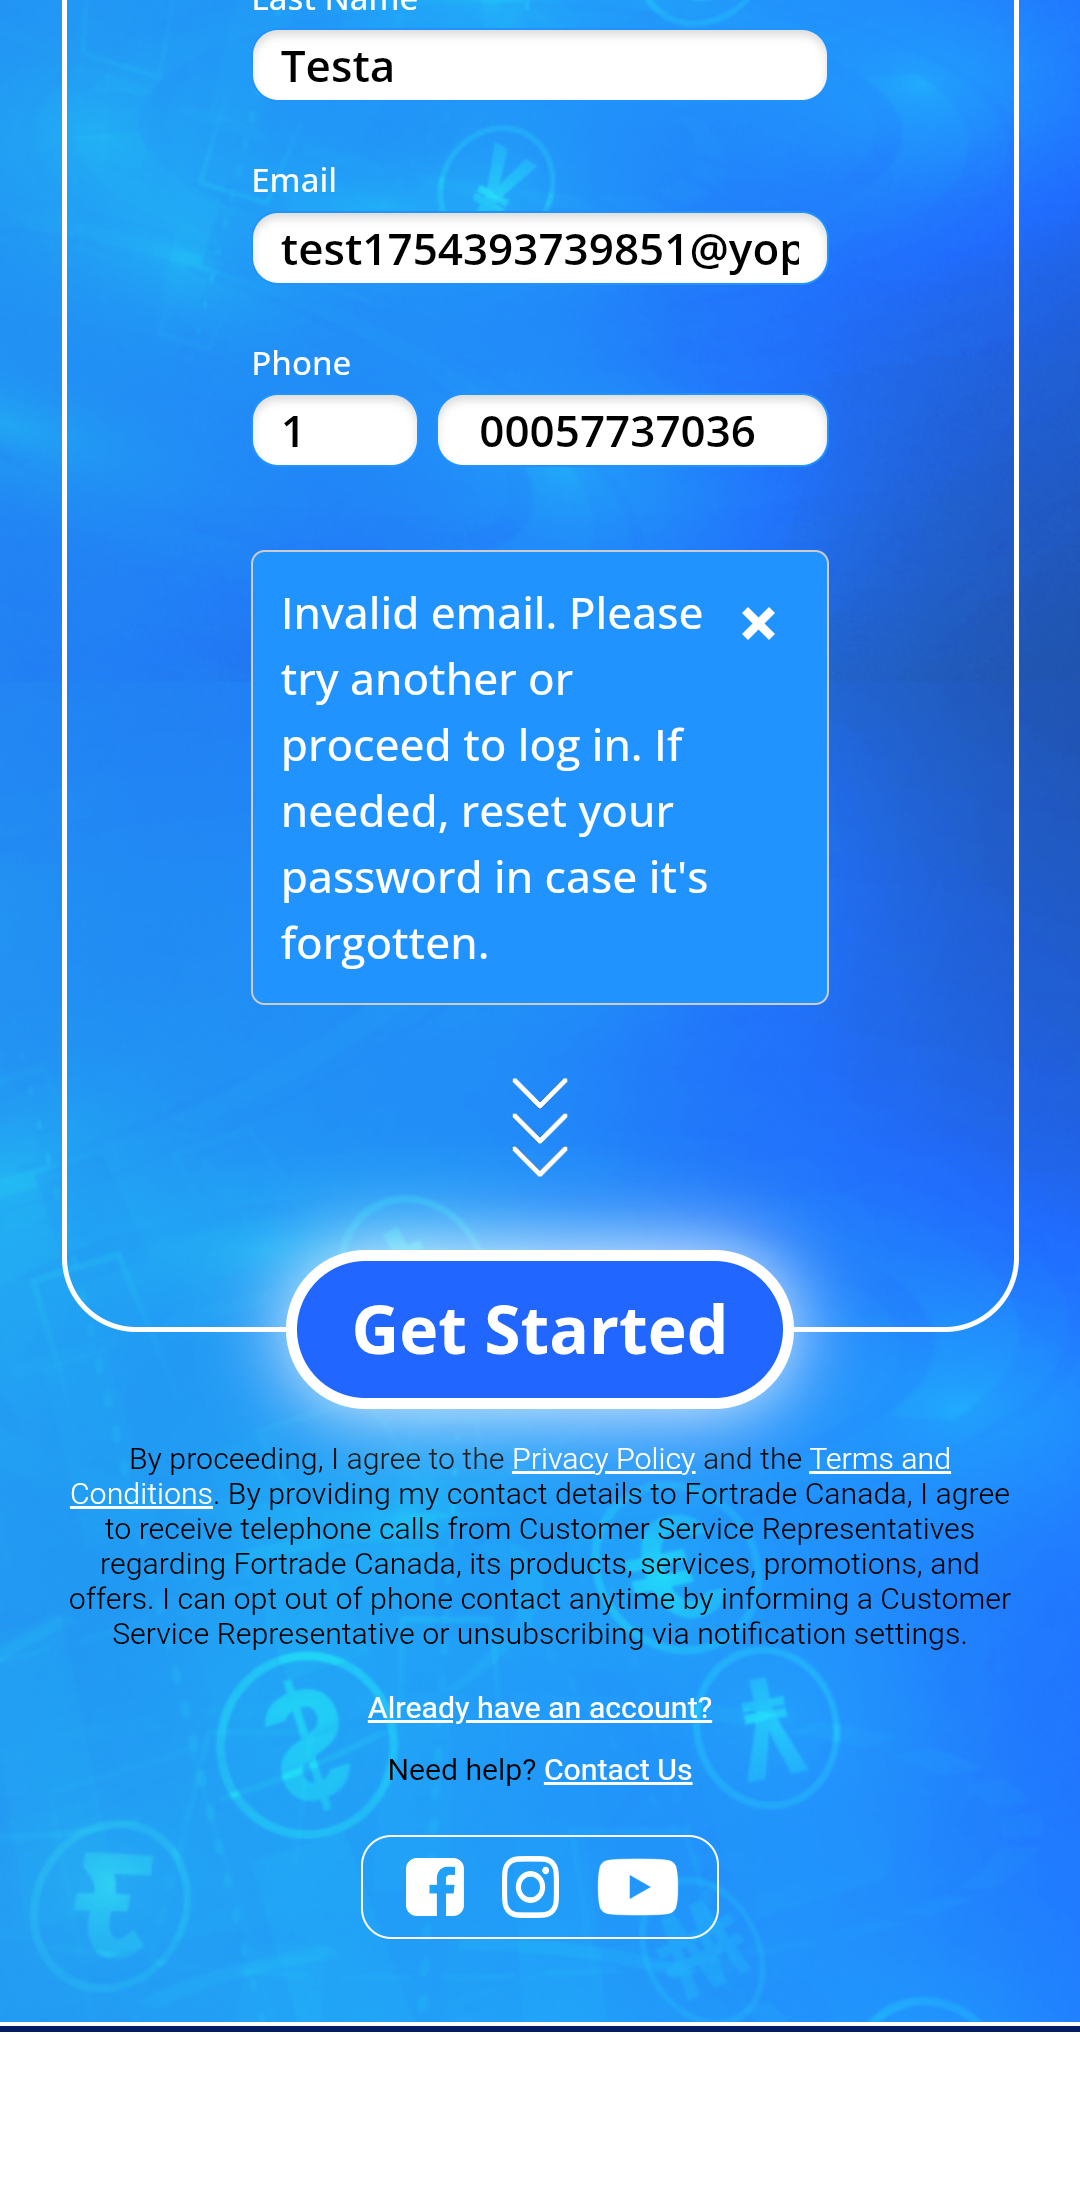 Last Name
Testa
Email
test1754393739851@yop
Phone
1
00057737036
Invalid email. Please
try another or
proceed to log in. If
needed, reset your
password in case it's
forgotten.
Get Started
By proceeding, I agree to the Privacy Policy and the Terms and
Conditions. By providing my contact details to Fortrade Canada, I agree
to receive telephone calls from Customer Service Representatives
regarding Fortrade Canada, its products, services, promotions, and
offers. I can opt out of phone contact anytime by informing a Customer
Service Representative or unsubscribing via notification settings.
Already have an account?
Need help? Contact Us